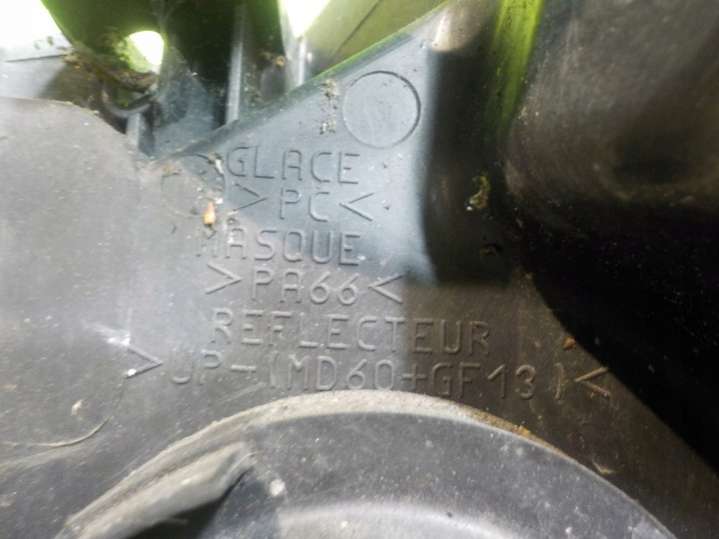 GLACE
>PC<
MASQUE
>PA66<
REFLECTEUR
>UP-(MD60+GF13)<